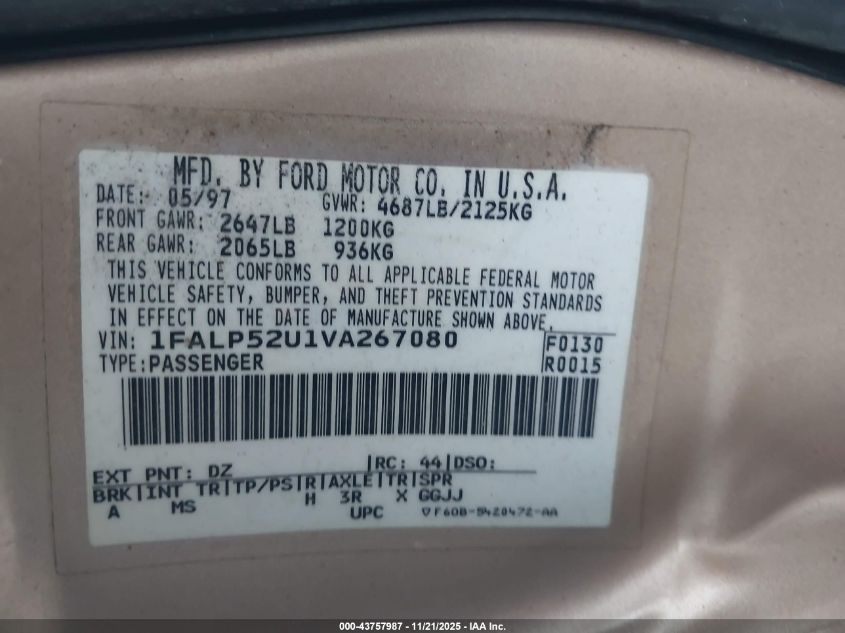 MFD. BY FORD MOTOR CO. IN U.S.A.
DATE: 05/97 GVWR: 4687LB/2125KG
FRONT GAWR: 2647LB 1200KG
REAR GAWR: 2065LB 936KG
THIS VEHICLE CONFORMS TO ALL APPLICABLE FEDERAL MOTOR
VEHICLE SAFETY, BUMPER, AND THEFT PREVENTION STANDARDS
IN EFFECT ON THE DATE OF MANUFACTURE SHOWN ABOVE.
VIN: 1FALP52U1VA267080 F0130
TYPE: PASSENGER R0015
EXT PNT: DZ |RC: 44|DSO:
BRK|INT TR|TP/PS|R|AXLE|TR|SPR
A MS H 3R X GGJJ
UPC ▽F60B-5420472-AA
000-43757987 - 11/21/2025 - IAA Inc.